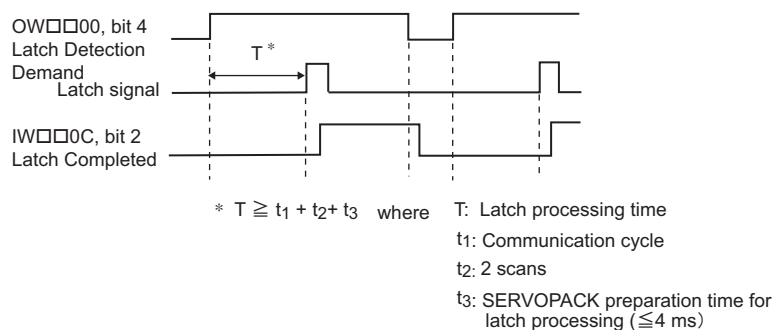 OW□□00, bit 4
Latch Detection
Demand
T *
Latch signal
IW□□0C, bit 2
Latch Completed
* T ≧ t1 + t2+ t3 where
T: Latch processing time
t1: Communication cycle
t2: 2 scans
t3: SERVOPACK preparation time for
latch processing (≦4 ms)